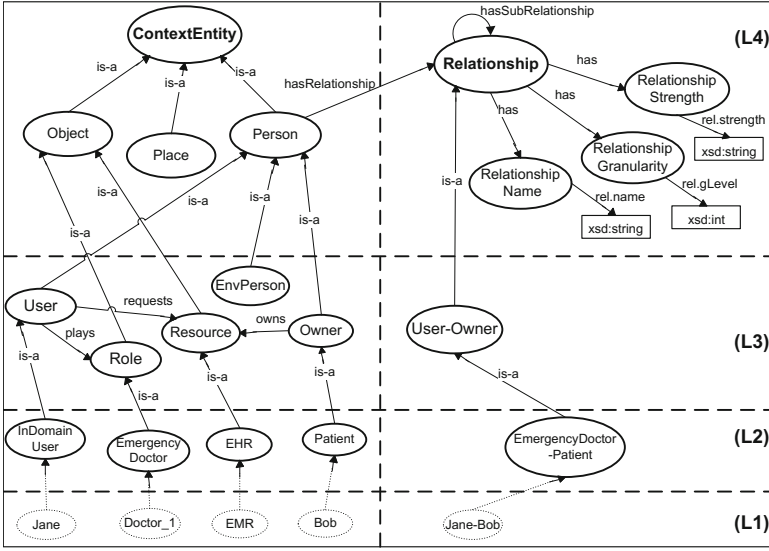 hasSubRelationship
ContextEntity
(L4)
is-a
is-a
is-a
hasRelationship
Relationship
has
has
has
Relationship
Strength
rel.strength
xsd:string
Object
Place
Person
Relationship
Granularity
Relationship
Name
rel.gLevel
rel.name
xsd:int
xsd:string
is-a
is-a
is-a
is-a
is-a
is-a
EnvPerson
User
requests
Resource
owns
Owner
User-Owner
plays
Role
(L3)
is-a
is-a
is-a
is-a
is-a
InDomain
User
Emergency
Doctor
EHR
Patient
EmergencyDoctor
-Patient
(L2)
Jane
Doctor_1
EMR
Bob
Jane-Bob
(L1)